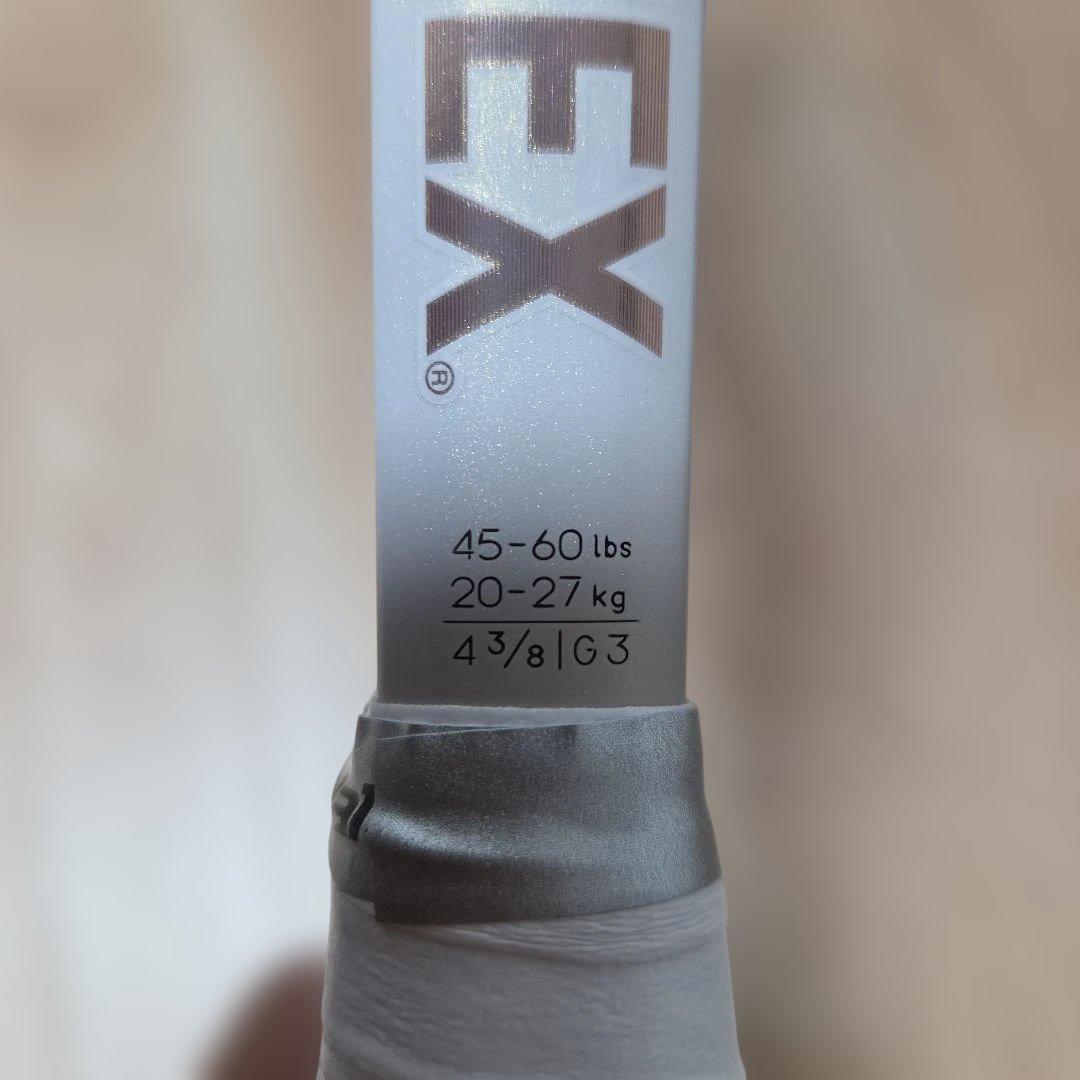 EX®
45-60 lbs
20-27 kg
4 3/8 | G3